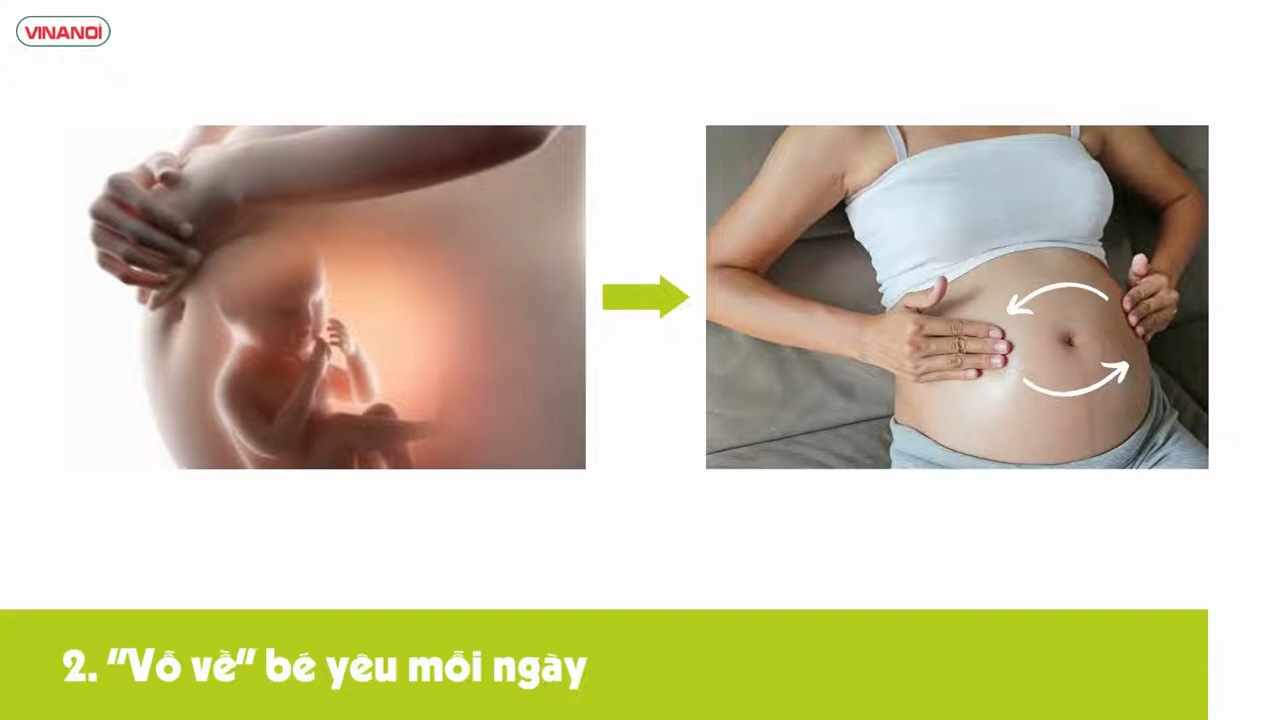 VINANOI
2. "Vỗ về" bé yêu mỗi ngày